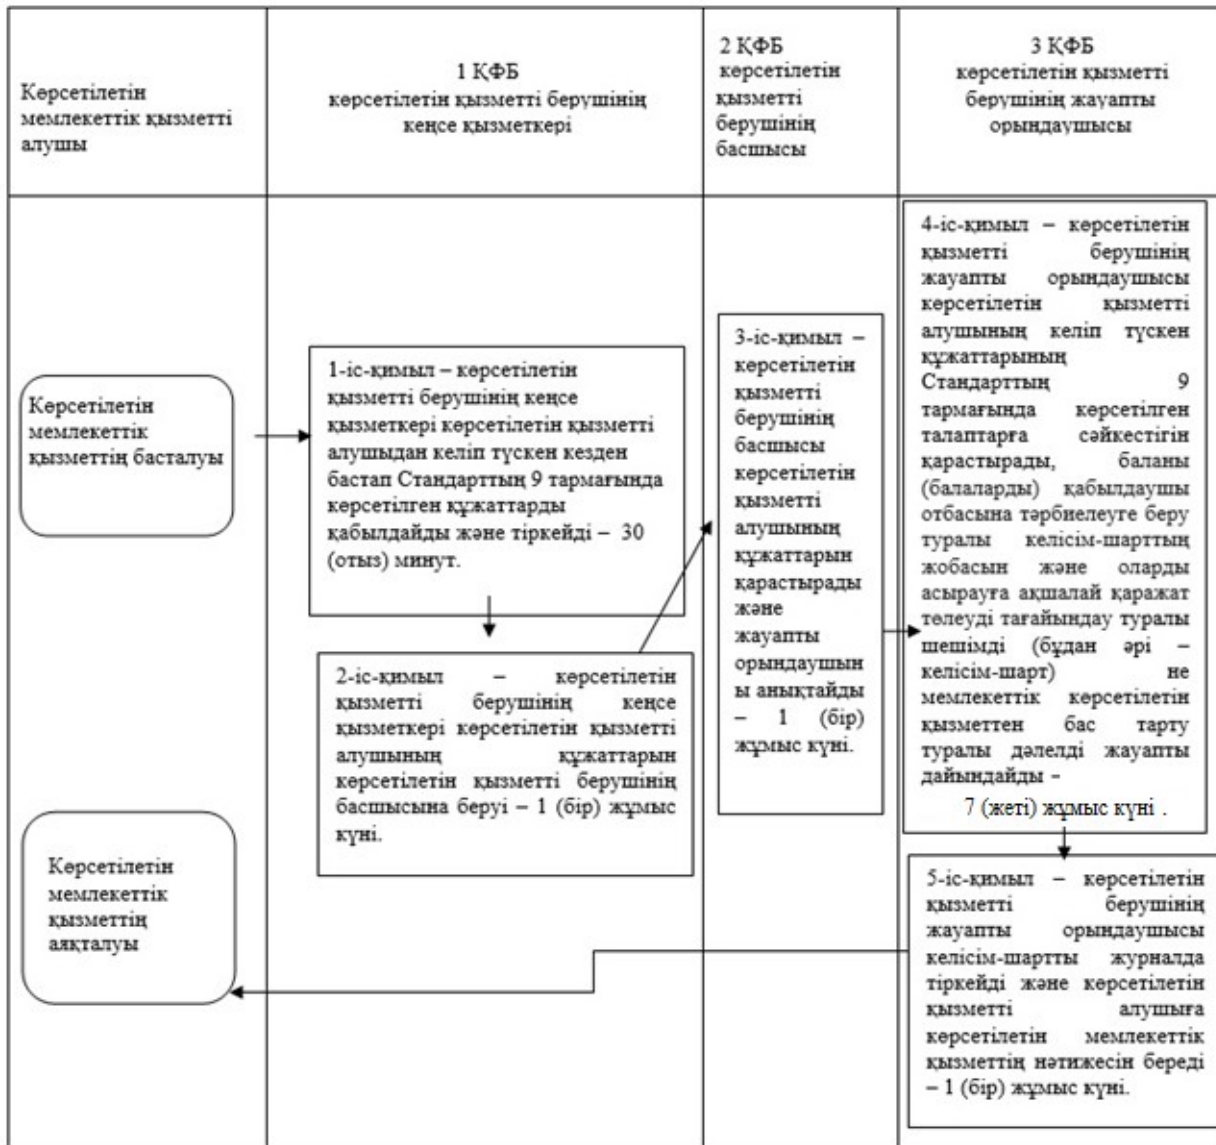 Көрсетілетін
мемлекеттік қызметті
алушы
1 ҚФБ
көрсетілетін қызметті берушінің
кеңсе қызметкері
2 ҚФБ
көрсетілетін
қызметті
берушінің
басшысы
3 ҚФБ
көрсетілетін қызметті
берушінің жауапты
орындаушысы
Көрсетілетін
мемлекеттік
қызметтің басталуы
1-іс-қимыл – көрсетілетін
қызметті берушінің кеңсе
қызметкері көрсетілетін қызметті
алушыдан келіп түскен кезден
бастап Стандарттың 9 тармағында
көрсетілген құжаттарды
қабылдайды және тіркейді – 30
(отыз) минут.
2-іс-қимыл – көрсетілетін
қызметті берушінің кеңсе
қызметкері көрсетілетін қызметті
алушының құжаттарын
көрсетілетін қызметті берушінің
басшысына беруі – 1 (бір) жұмыс
күні.
3-іс-қимыл –
көрсетілетін
қызметті
берушінің
басшысы
көрсетілетін
қызметті
алушының
құжаттарын
қарастырады
және
жауапты
орындаушын
ы анықтайды
– 1 (бір)
жұмыс күні.
4-іс-қимыл – көрсетілетін
қызметті берушінің
жауапты орындаушысы
көрсетілетін қызметті
алушының келіп түскен
құжаттарының
Стандарттың 9
тармағында көрсетілген
талаптарға сәйкестігін
қарастырады, баланы
(балаларды) қабылдаушы
отбасына тәрбиелеуге беру
туралы келісім-шарттың
жобасын және оларды
асырауға ақшалай қаражат
төлеуді тағайындау туралы
шешімді (бұдан әрі –
келісім-шарт) не
мемлекеттік көрсетілетін
қызметтен бас тарту
туралы дәлелді жауапты
дайындайды –
7 (жеті) жұмыс күні .
5-іс-қимыл – көрсетілетін
қызметті берушінің
жауапты орындаушысы
келісім-шартты журналда
тіркейді және көрсетілетін
қызметті алушыға
көрсетілетін мемлекеттік
қызметтің нәтижесін береді
– 1 (бір) жұмыс күні.
Көрсетілетін
мемлекеттік
қызметтің
аяқталуы